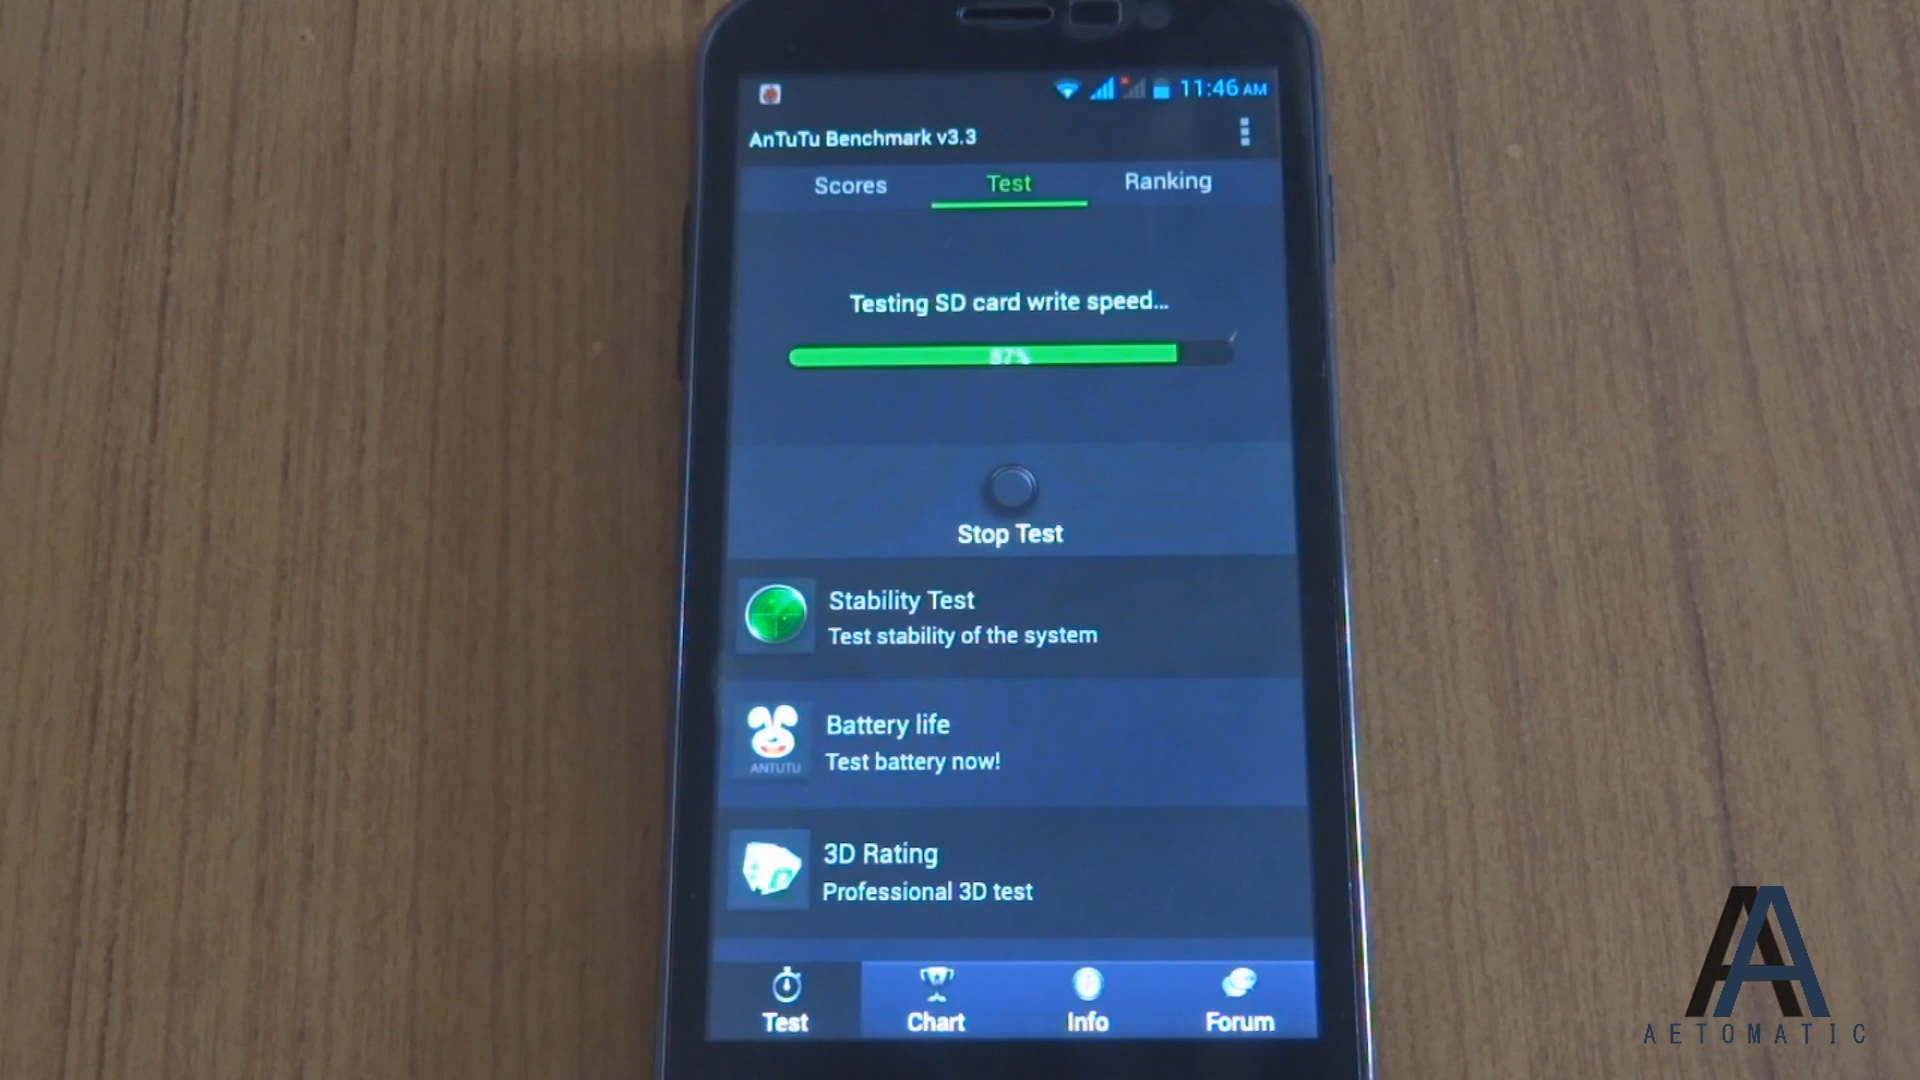 11:46 AM
AnTuTu Benchmark v3.3
Scores
Test
Ranking
Testing SD card write speed...
87%
Stop Test
Stability Test
Test stability of the system
Battery life
Test battery now!
ANTUTU
3D Rating
Professional 3D test
Test
Chart
Info
Forum
AETOMATIC